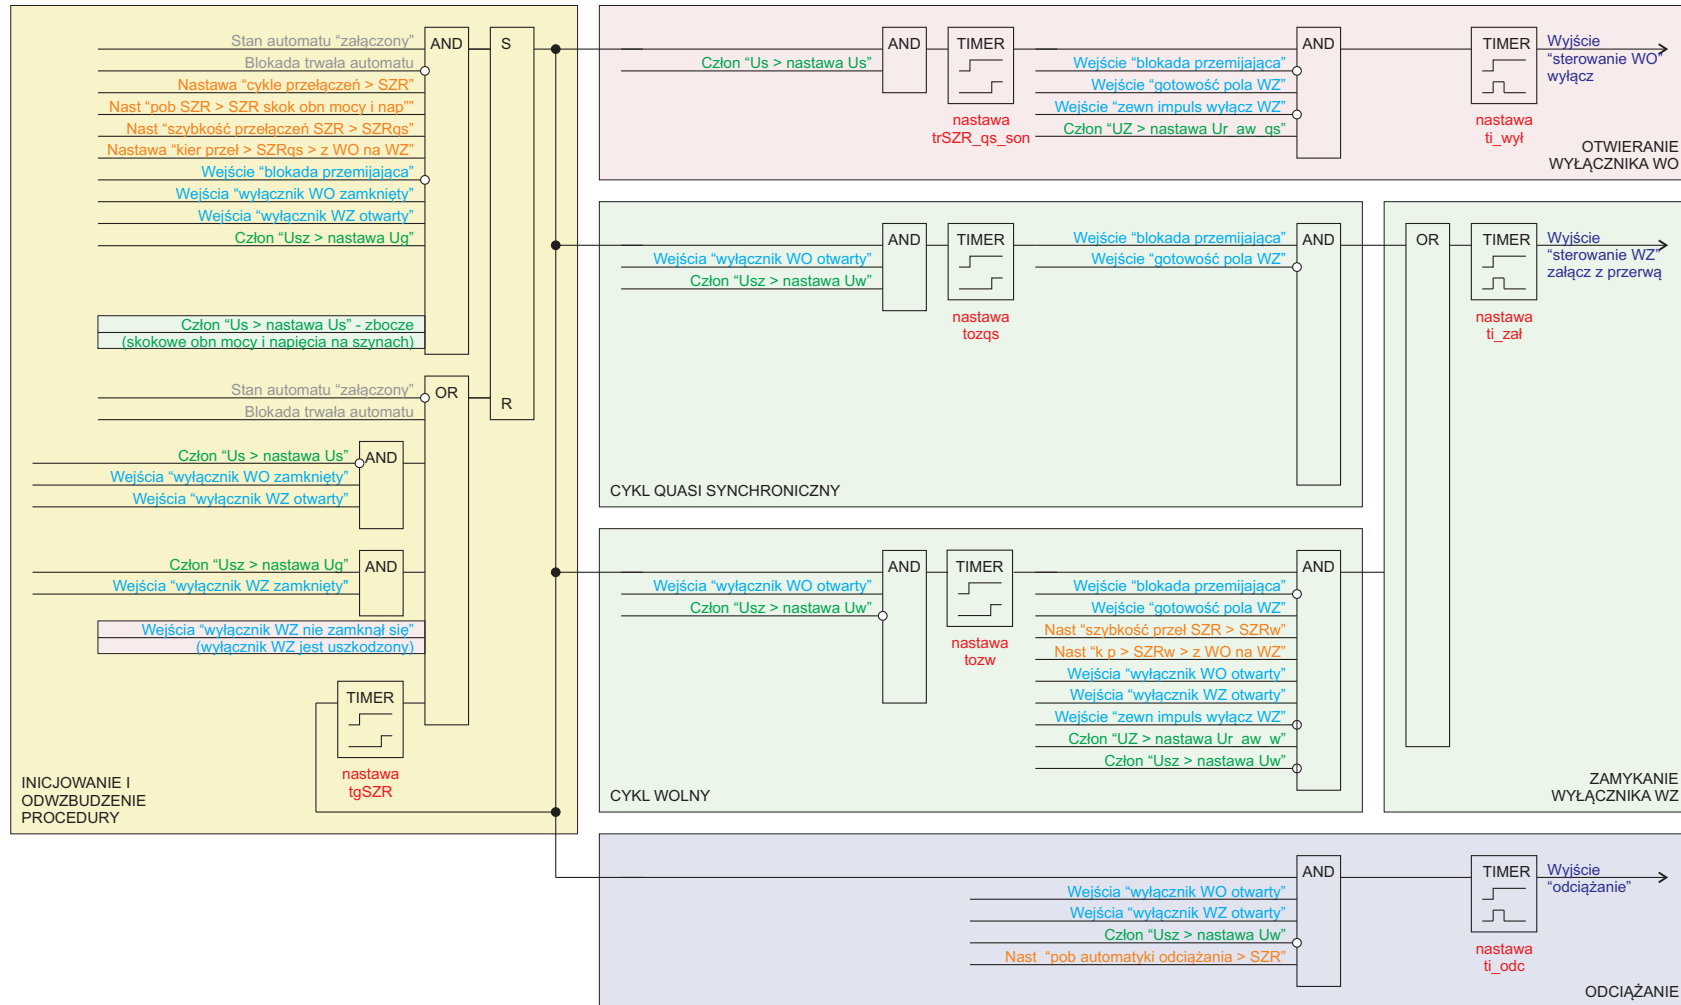 Stan automatu “załączony”
Blokada trwała automatu
Nastawa “cykle przełączeń > SZR”
Nast “pob SZR > SZR skok obn mocy i nap””
Nast “szybkość przełączeń SZR > SZRqs”
Nastawa “kier przeł > SZRqs > z WO na WZ”
Wejście “blokada przemijająca”
Wejścia “wyłącznik WO zamknięty”
Wejścia “wyłącznik WZ otwarty”
Człon “Usz > nastawa Ug”
Człon “Us > nastawa Us” - zbocze
(skokowe obn mocy i napięcia na szynach)
AND
S
R
Stan automatu “załączony”
Blokada trwała automatu
OR
Człon “Us > nastawa Us”
Wejścia “wyłącznik WO zamknięty”
Wejścia “wyłącznik WZ otwarty”
AND
Człon “Usz > nastawa Ug”
Wejścia “wyłącznik WZ zamknięty”
AND
Wejścia “wyłącznik WZ nie zamknął się”
(wyłącznik WZ jest uszkodzony)
TIMER
nastawa
tgSZR
INICJOWANIE I
ODWZBUDZENIE
PROCEDURY
Człon “Us > nastawa Us”
AND
TIMER
nastawa
trSZR_qs_son
Wejście “blokada przemijająca”
Wejście “gotowość pola WZ”
Wejście “zewn impuls wyłącz WZ”
Człon “UZ > nastawa Ur_aw_qs”
AND
TIMER
nastawa
ti_wył
Wyjście
“sterowanie WO”
wyłącz
OTWIERANIE
WYŁĄCZNIKA WO
Wejścia “wyłącznik WO otwarty”
Człon “Usz > nastawa Uw”
AND
TIMER
nastawa
tozqs
Wejście “blokada przemijająca”
Wejście “gotowość pola WZ”
AND
CYKL QUASI SYNCHRONICZNY
OR
TIMER
nastawa
ti_zał
Wyjście
“sterowanie WZ”
załącz z przerwą
Wejścia “wyłącznik WO otwarty”
Człon “Usz > nastawa Uw”
AND
TIMER
nastawa
tozw
Wejście “blokada przemijająca”
Wejście “gotowość pola WZ”
Nast “szybkość przeł SZR > SZRw”
Nast “k p > SZRw > z WO na WZ”
Wejścia “wyłącznik WO otwarty”
Wejścia “wyłącznik WZ otwarty”
Wejście “zewn impuls wyłącz WZ”
Człon “UZ > nastawa Ur_aw_w”
Człon “Usz > nastawa Uw”
AND
CYKL WOLNY
ZAMYKANIE
WYŁĄCZNIKA WZ
Wejścia “wyłącznik WO otwarty”
Wejścia “wyłącznik WZ otwarty”
Człon “Usz > nastawa Uw”
Nast “pob automatyki odciążania > SZR”
AND
TIMER
nastawa
ti_odc
Wyjście
“odciążanie”
ODCIĄŻANIE